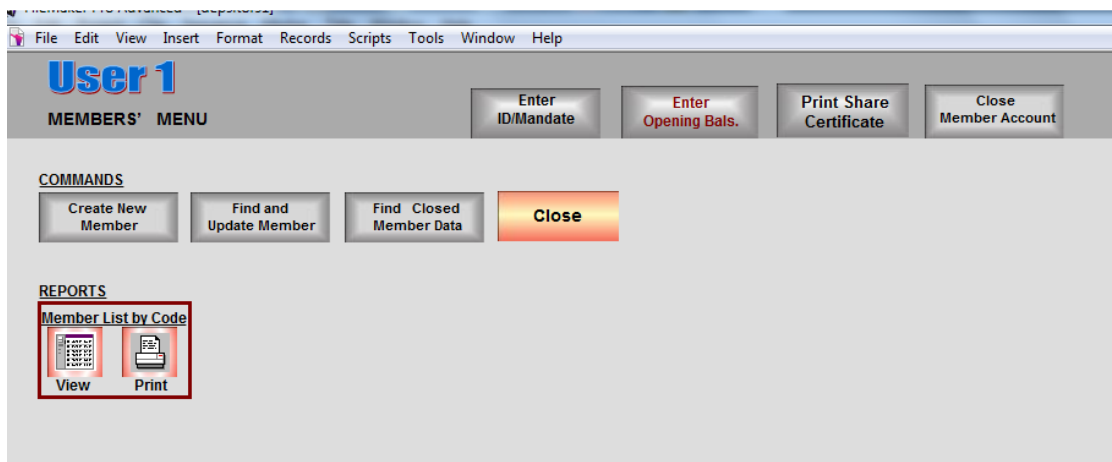 File Edit View Insert Format Records Scripts Tools Window Help
User 1
MEMBERS' MENU
Enter
ID/Mandate
Enter
Opening Bals.
Print Share
Certificate
Close
Member Account
COMMANDS
Create New
Member
Find and
Update Member
Find Closed
Member Data
Close
REPORTS
Member List by Code
View Print